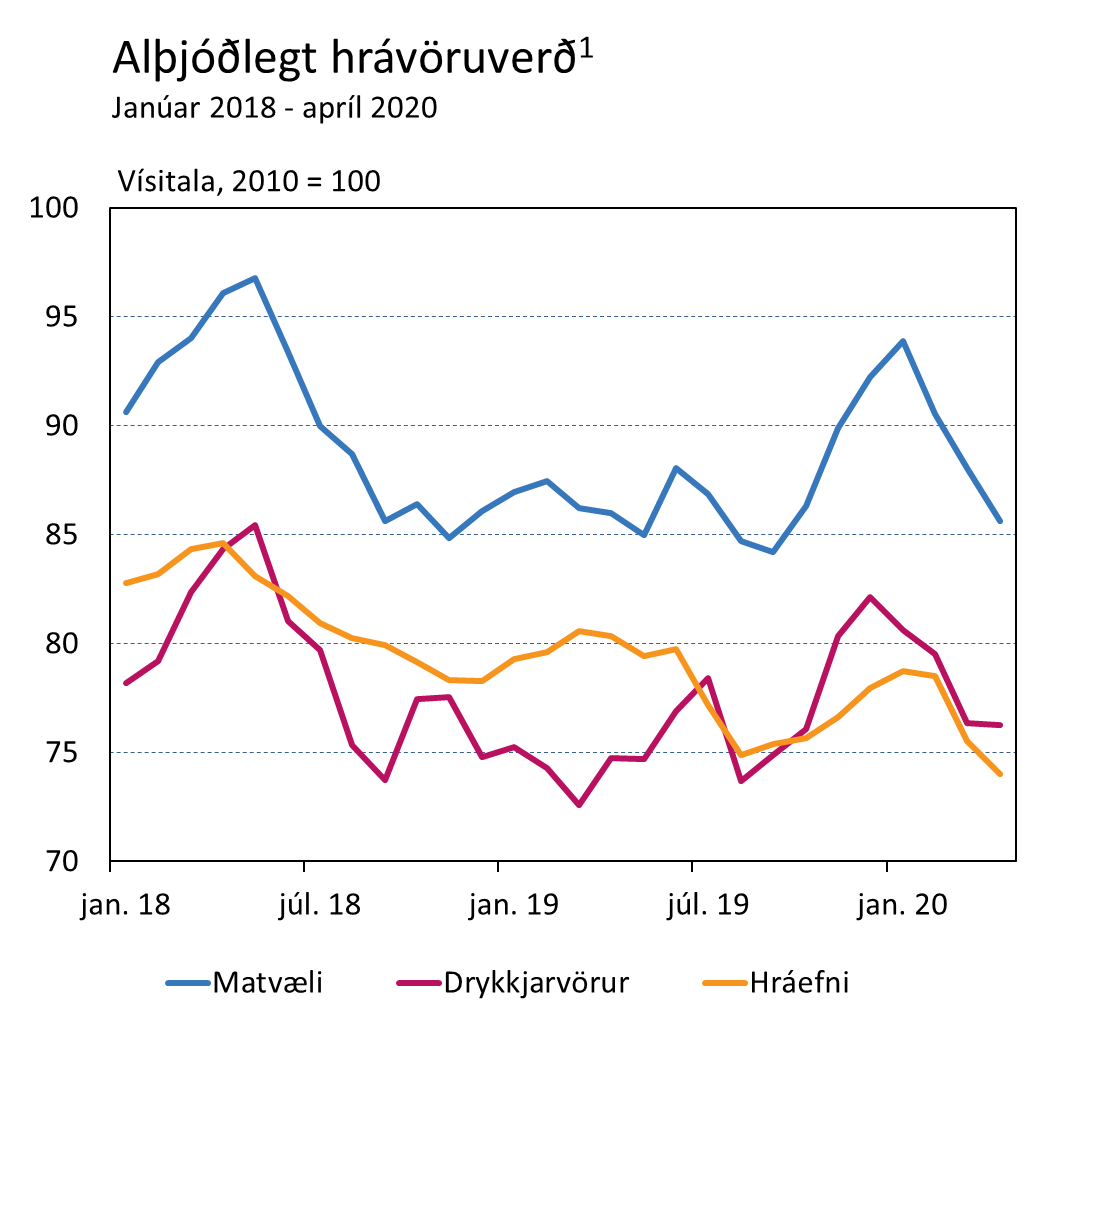 Alþjóðlegt hrávöruverð¹
Janúar 2018 - apríl 2020
Vísitala, 2010 = 100
100
95
90
85
80
75
70
jan. 18 júl. 18 jan. 19 júl. 19 jan. 20
Matvæli Drykkjarvörur Hráefni